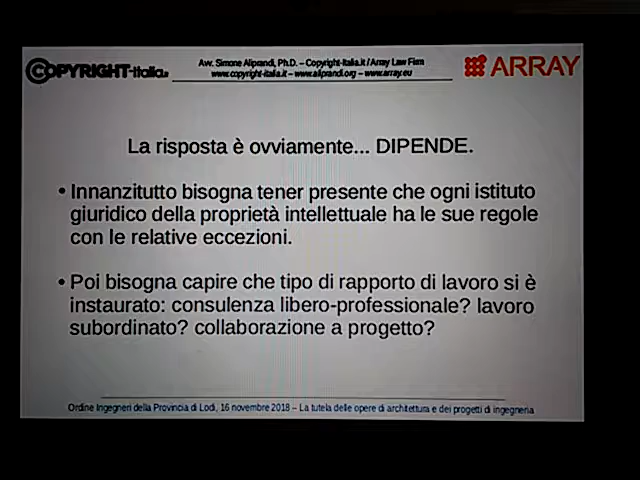 COPYRIGHT-Italia.it
Avv. Simone Aliprandi, Ph.D. – Copyright-Italia.it / Array Law Firm
www.copyright-italia.it – www.aliprandi.org – www.array.eu
ARRAY
La risposta è ovviamente... DIPENDE.
• Innanzitutto bisogna tener presente che ogni istituto
giuridico della proprietà intellettuale ha le sue regole
con le relative eccezioni.
• Poi bisogna capire che tipo di rapporto di lavoro si è
instaurato: consulenza libero-professionale? lavoro
subordinato? collaborazione a progetto?
Ordine Ingegneri della Provincia di Lodi, 16 novembre 2018 – La tutela delle opere di architettura e dei progetti di ingegneria